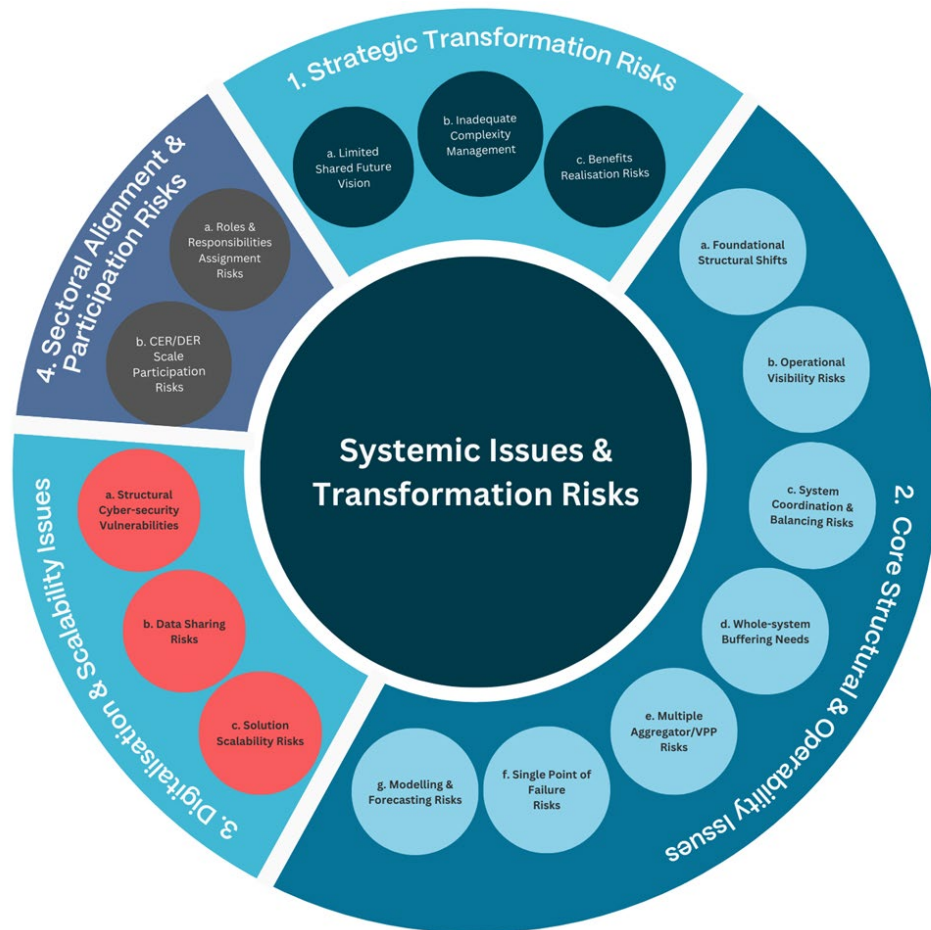 1. Strategic Transformation Risks
a. Limited
Shared Future
Vision
b. Inadequate
Complexity
Management
c. Benefits
Realisation Risks
2. Core Structural & Operability Issues
a. Foundational
Structural Shifts
b. Operational
Visibility Risks
c. System
Coordination &
Balancing Risks
d. Whole-system
Buffering Needs
e. Multiple
Aggregator/VPP
Risks
f. Single Point of
Failure
Risks
g. Modelling &
Forecasting Risks
3. Digitalisation & Scalability Issues
a. Structural
Cyber-security
Vulnerabilities
b. Data Sharing
Risks
c. Solution
Scalability Risks
4. Sectoral Alignment &
Participation Risks
a. Roles &
Responsibilities
Assignment
Risks
b. CER/DER
Scale
Participation
Risks
Systemic Issues &
Transformation Risks